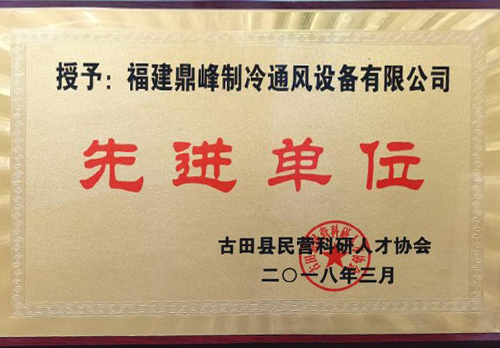 授予：福建鼎峰制冷通风设备有限公司
先进单位
古田县民营科研人才协会
二〇一八年三月